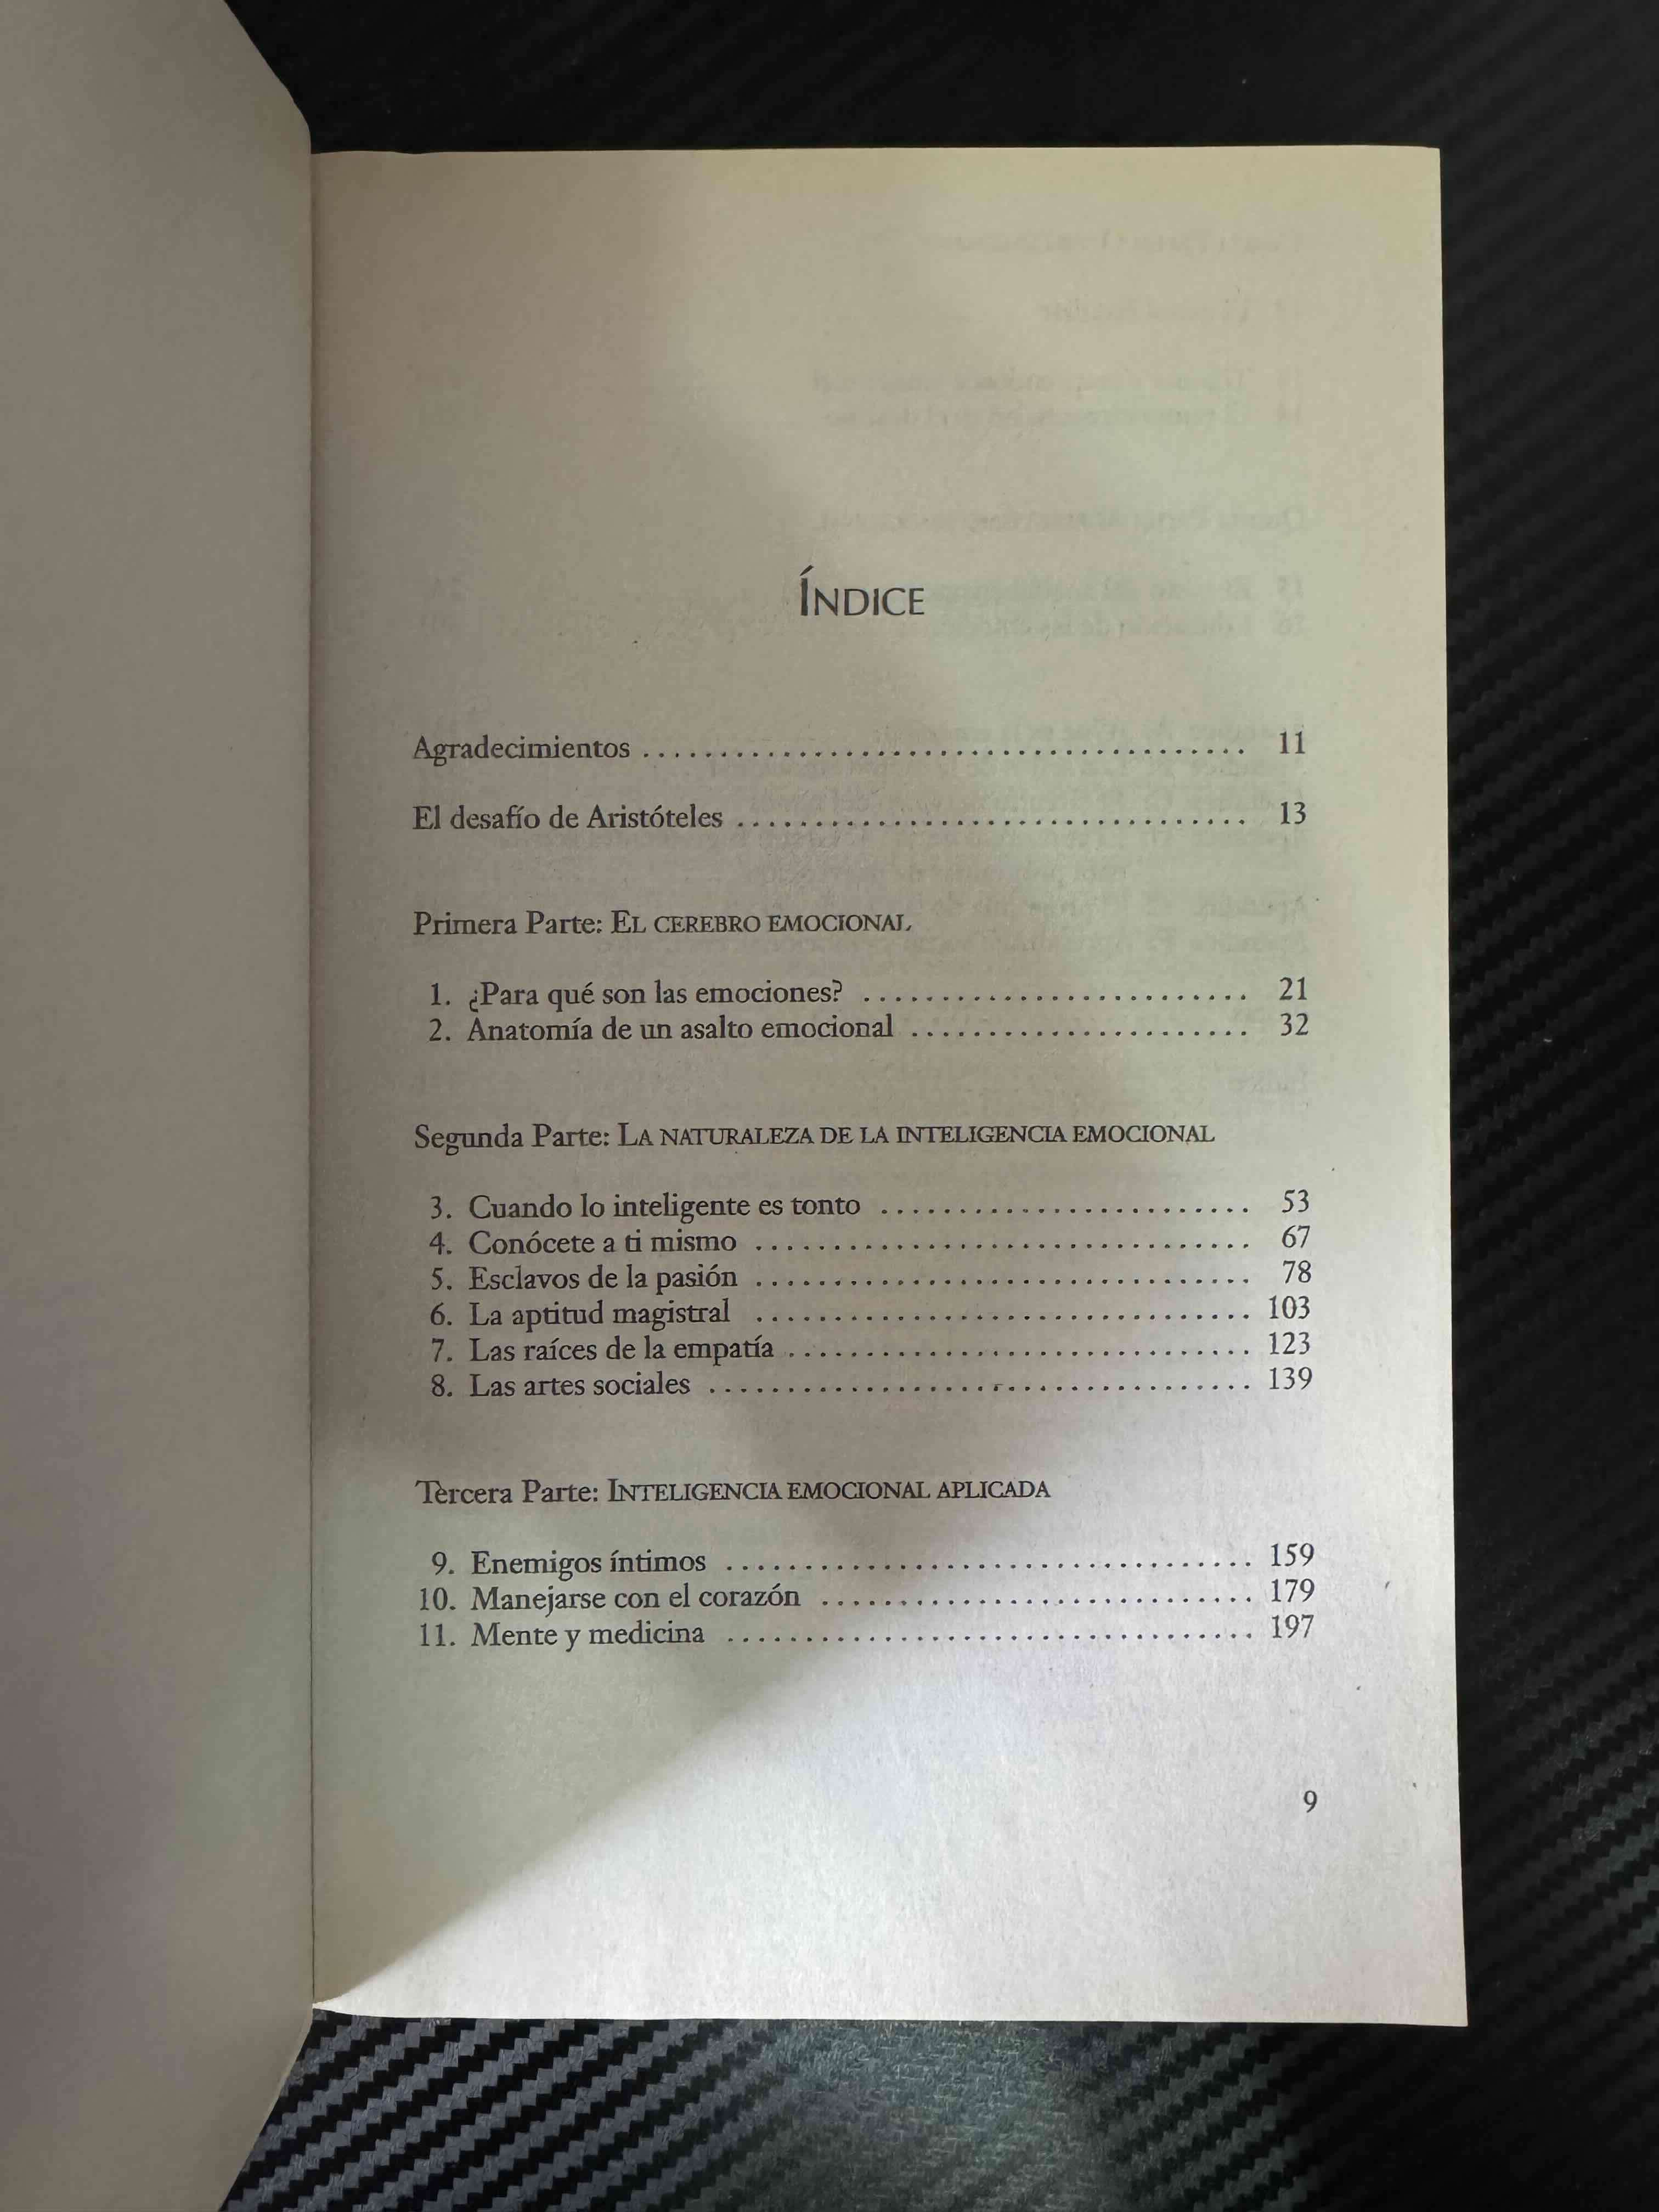 ÍNDICE
Agradecimientos ........................................ 11
El desafío de Aristóteles .................................. 13
Primera Parte: EL CEREBRO EMOCIONAL
1. ¿Para qué son las emociones? ......................... 21
2. Anatomía de un asalto emocional ...................... 32
Segunda Parte: LA NATURALEZA DE LA INTELIGENCIA EMOCIONAL
3. Cuando lo inteligente es tonto ........................ 53
4. Conócete a ti mismo ................................ 67
5. Esclavos de la pasión ................................ 78
6. La aptitud magistral ................................ 103
7. Las raíces de la empatía .............................. 123
8. Las artes sociales ................................... 139
Tercera Parte: INTELIGENCIA EMOCIONAL APLICADA
9. Enemigos íntimos .................................. 159
10. Manejarse con el corazón ............................ 179
11. Mente y medicina .................................. 197
9